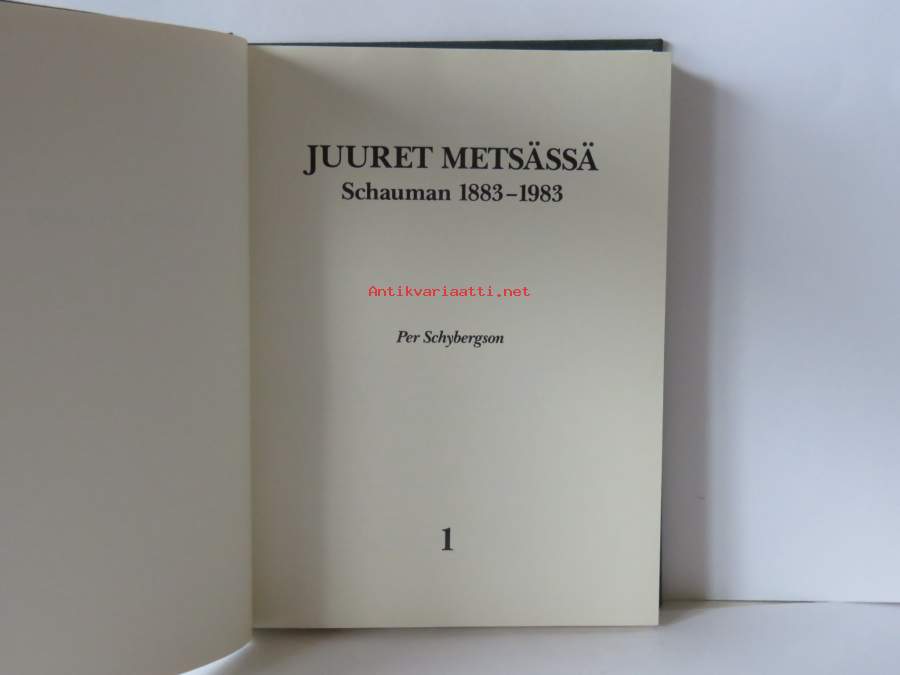 JUURET METSÄSSÄ
Schauman 1883–1983
Antikvariaatti.net
Per Schybergson
1